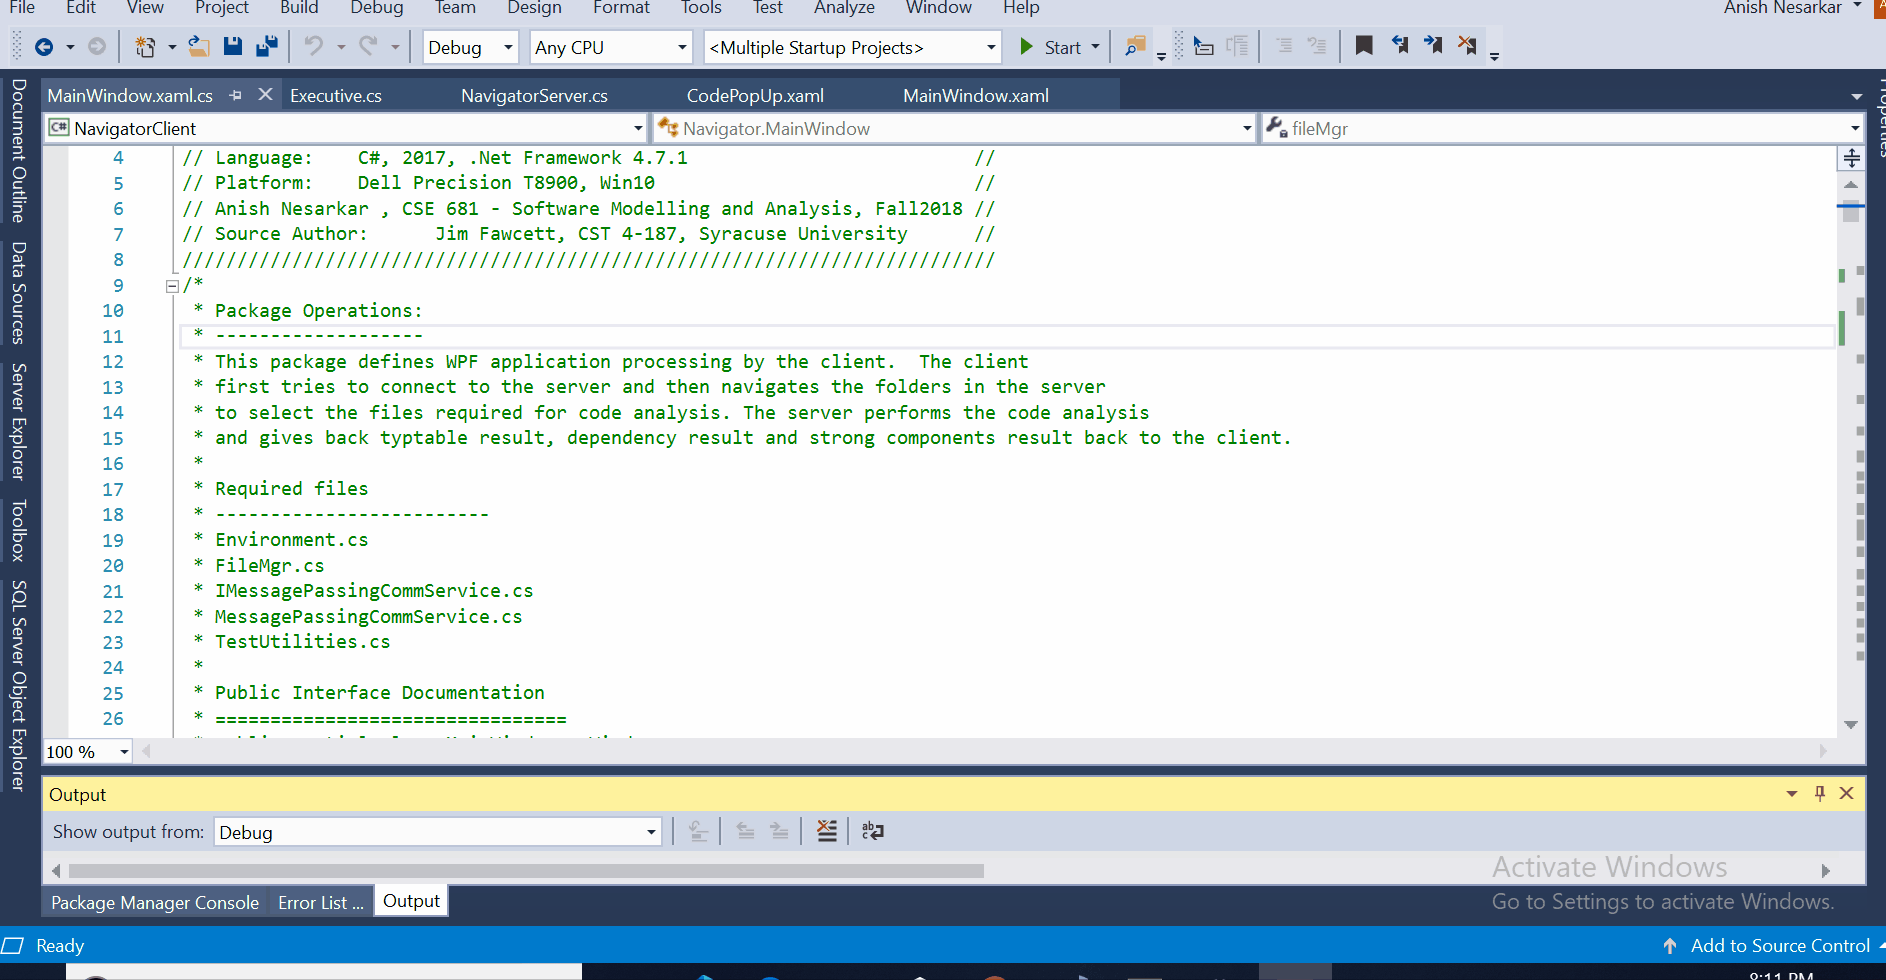 File Edit View Project Build Debug Team Design Format Tools Test Analyze Window Help Anish Nesarkar
Debug Any CPU <Multiple Startup Projects> Start
MainWindow.xaml.cs Executive.cs NavigatorServer.cs CodePopUp.xaml MainWindow.xaml
C# NavigatorClient Navigator.MainWindow fileMgr
Document Outline
Data Sources
Server Explorer
Toolbox
SQL Server Object Explorer
Properties
4 // Language: C#, 2017, .Net Framework 4.7.1 //
5 // Platform: Dell Precision T8900, Win10 //
6 // Anish Nesarkar , CSE 681 - Software Modelling and Analysis, Fall2018 //
7 // Source Author: Jim Fawcett, CST 4-187, Syracuse University //
8 //////////////////////////////////////////////////////////////////////////
9 /*
10 * Package Operations:
11 * -------------------
12 * This package defines WPF application processing by the client. The client
13 * first tries to connect to the server and then navigates the folders in the server
14 * to select the files required for code analysis. The server performs the code analysis
15 * and gives back typtable result, dependency result and strong components result back to the client.
16 *
17 * Required files
18 * -------------------------
19 * Environment.cs
20 * FileMgr.cs
21 * IMessagePassingCommService.cs
22 * MessagePassingCommService.cs
23 * TestUtilities.cs
24 *
25 * Public Interface Documentation
26 * ================================
100 %
Output
Show output from: Debug
Activate Windows
Go to Settings to activate Windows.
Package Manager Console Error List ... Output
Ready Add to Source Control
8:11 PM